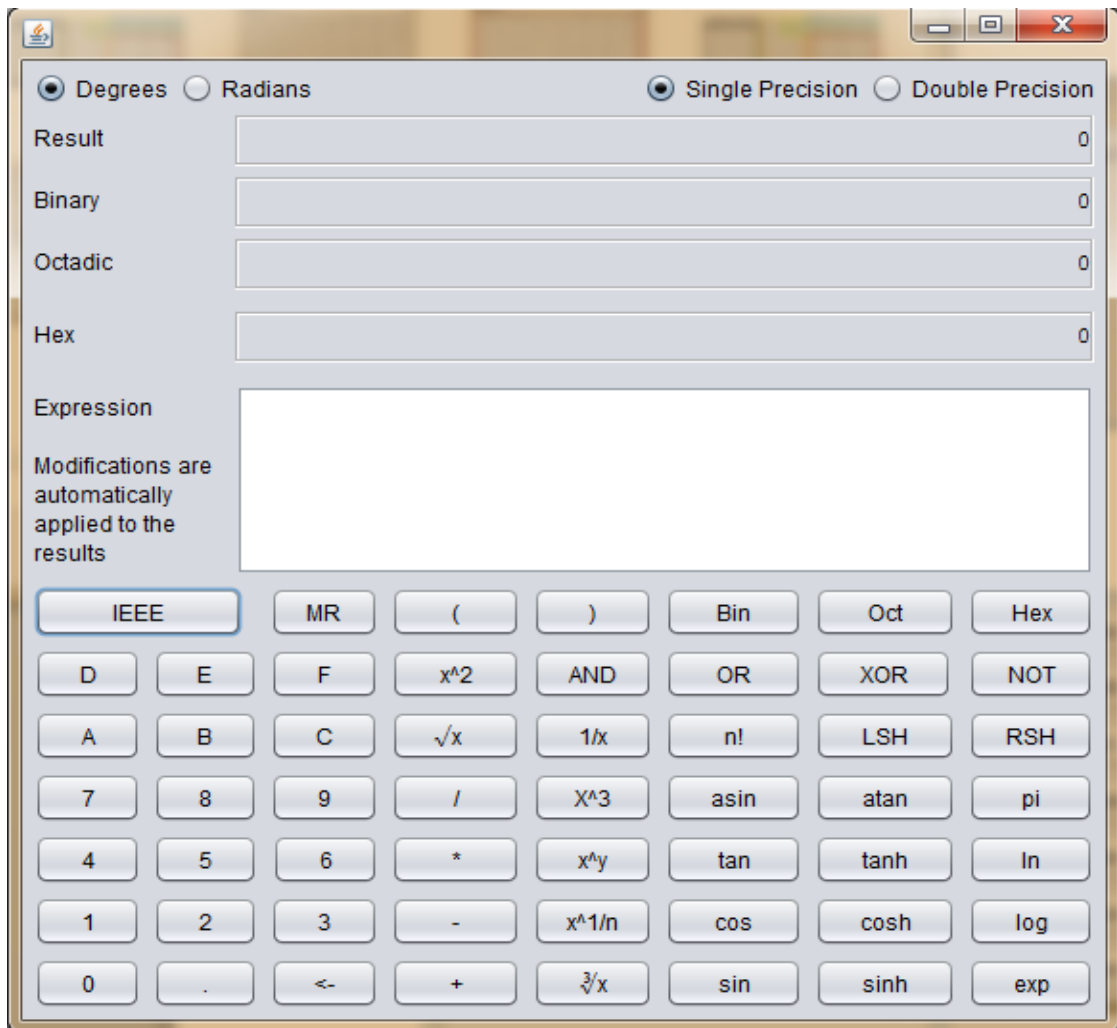 Degrees Radians Single Precision Double Precision
Result 0
Binary 0
Octadic 0
Hex 0
Expression
Modifications are
automatically
applied to the
results
IEEE MR ( ) Bin Oct Hex
D E F x^2 AND OR XOR NOT
A B C √x 1/x n! LSH RSH
7 8 9 / X^3 asin atan pi
4 5 6 * x^y tan tanh ln
1 2 3 - x^1/n cos cosh log
0 . <- + ∛x sin sinh exp